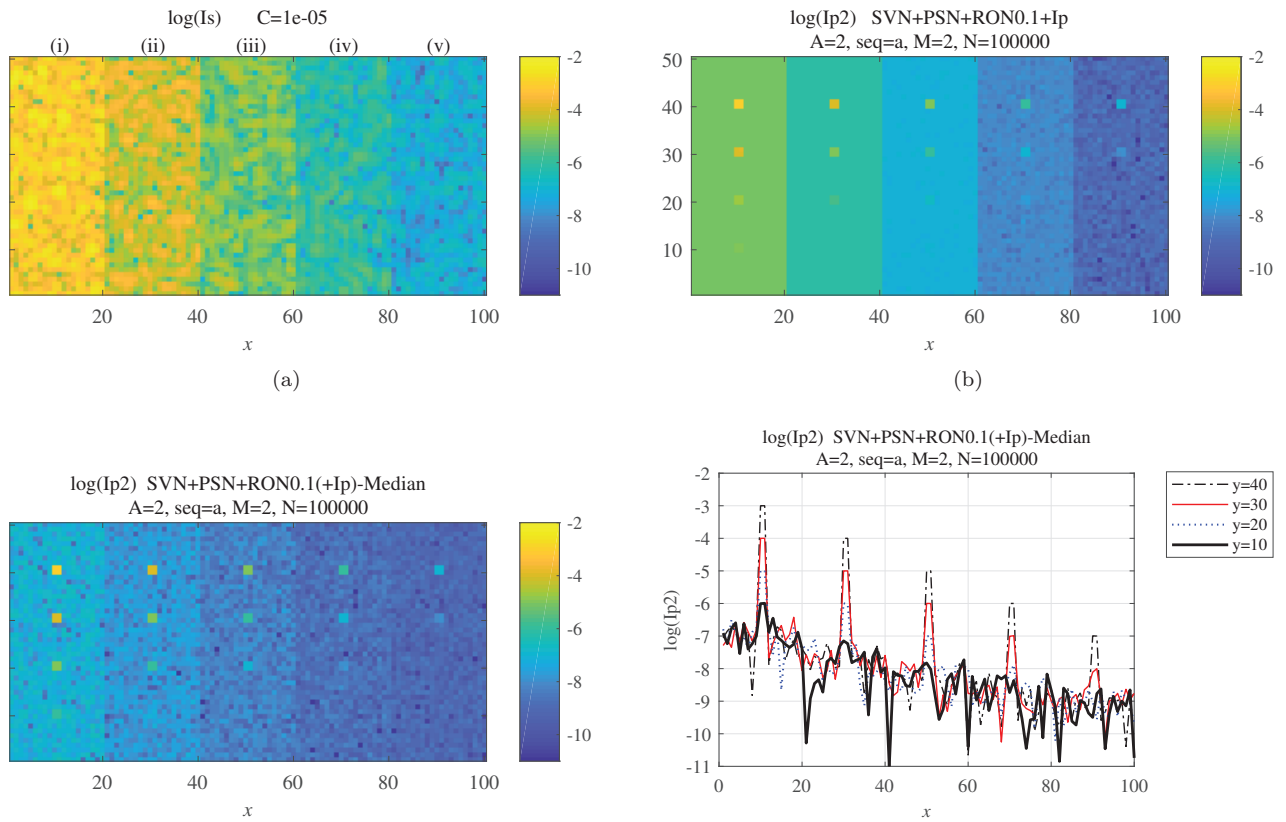 log(Is) C=1e-05
(i) (ii) (iii) (iv) (v)
-2
-4
-6
-8
-10
20 40 60 80 100
x
(a)
log(Ip2) SVN+PSN+RON0.1+Ip
A=2, seq=a, M=2, N=100000
50
40
30
20
10
-2
-4
-6
-8
-10
20 40 60 80 100
x
(b)
log(Ip2) SVN+PSN+RON0.1(+Ip)-Median
A=2, seq=a, M=2, N=100000
-2
-4
-6
-8
-10
20 40 60 80 100
x
log(Ip2) SVN+PSN+RON0.1(+Ip)-Median
A=2, seq=a, M=2, N=100000
log(Ip2)
-2
-3
-4
-5
-6
-7
-8
-9
-10
-11
0 20 40 60 80 100
x
y=40
y=30
y=20
y=10